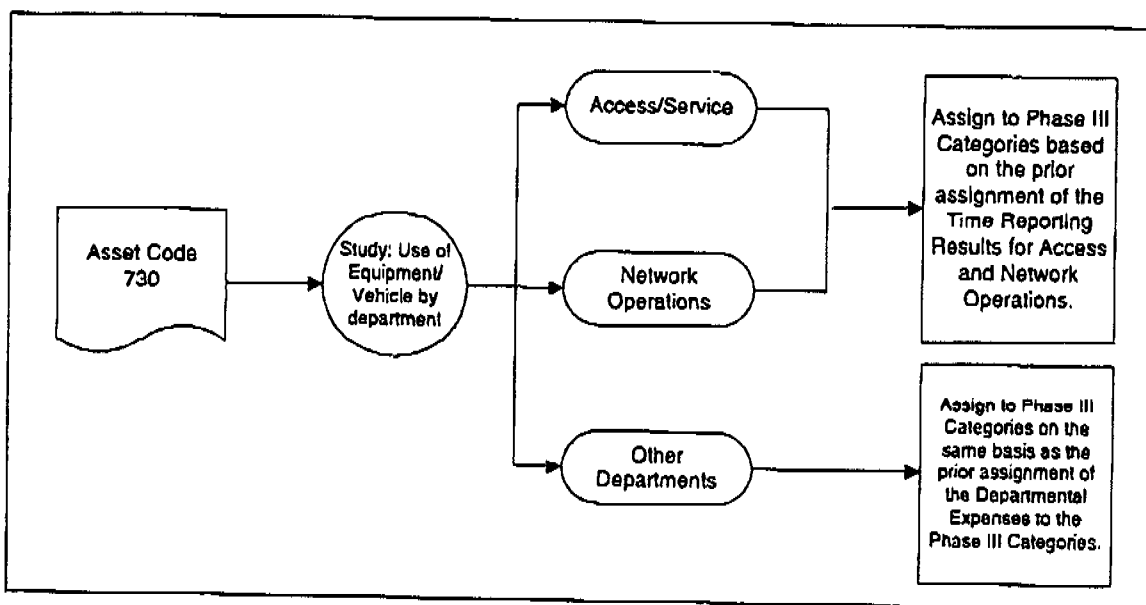 Asset Code
730
Study: Use of
Equipment/
Vehicle by
department
Access/Service
Network
Operations
Other
Departments
Assign to Phase III
Categories based
on the prior
assignment of the
Time Reporting
Results for Access
and Network
Operations.
Assign to Phase III
Categories on the
same basis as the
prior assignment of
the Departmental
Expenses to the
Phase III Categories.